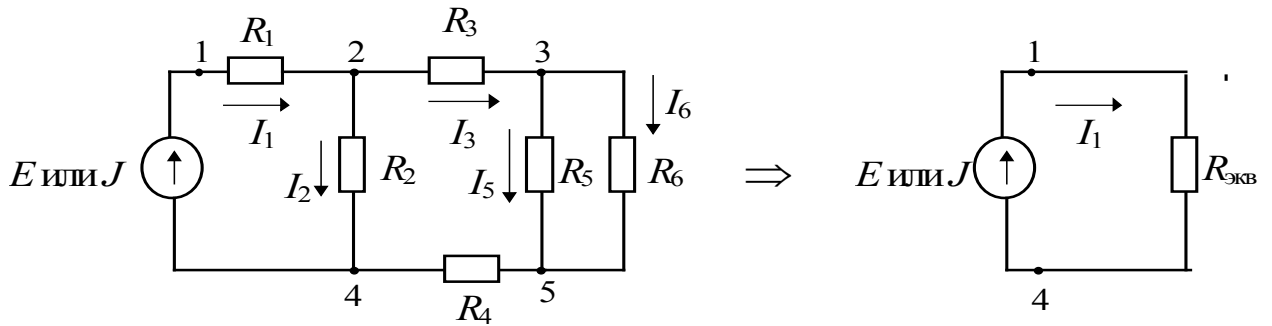 R1 R3
1 2 3 1
I1 I3 I6 I1
E или J I2 R2 I5 R5 R6 ⇒ E или J Rэкв
4 R4 5 4